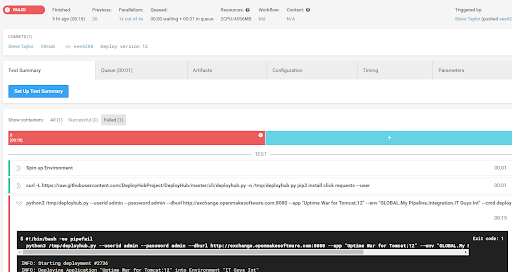 FAILED
Finished: Previous: Parallelism: Queued: Resources: Workflow: Context: Triggered by:
5 hr ago (00:18) 26 1x out of 4x 00:00 waiting + 00:01 in queue 2CPU/4096MB N/A N/A Steve Taylor (pushed
COMMITS (1)
Steve Taylor GitHub Deploy version 12
Test Summary Queue (00:01) Artifacts Configuration Timing Parameters
Set Up Test Summary
Show containers: All (1) Successful (0) Failed (1)
0
(00:18)
+
TEST
Spin up Environment 00:01
curl -L https://raw.githubusercontent.com/DeployHubProject/DeployHub/master/cli/deployhub.py -o /tmp/deployhub.py pip3 install click requests --user 00:01
python3 /tmp/deployhub.py --userid admin --password admin --dhurl http://exchange.openmakesoftware.com:8080 --app "Uptime War for Tomcat;12" --env "GLOBAL.My Pipeline.Integration.IT Guys Int" --cmd deploy
00:15
$ #!/bin/bash -eo pipefail Exit code: 1
python3 /tmp/deployhub.py --userid admin --password admin --dhurl http://exchange.openmakesoftware.com:8080 --app "Uptime War for Tomcat;12" --env "GLOBAL.My
INFO: Starting deployment #2736
INFO: Deploying Application "Uptime War for Tomcat;12" into Environment "IT Guys Int"